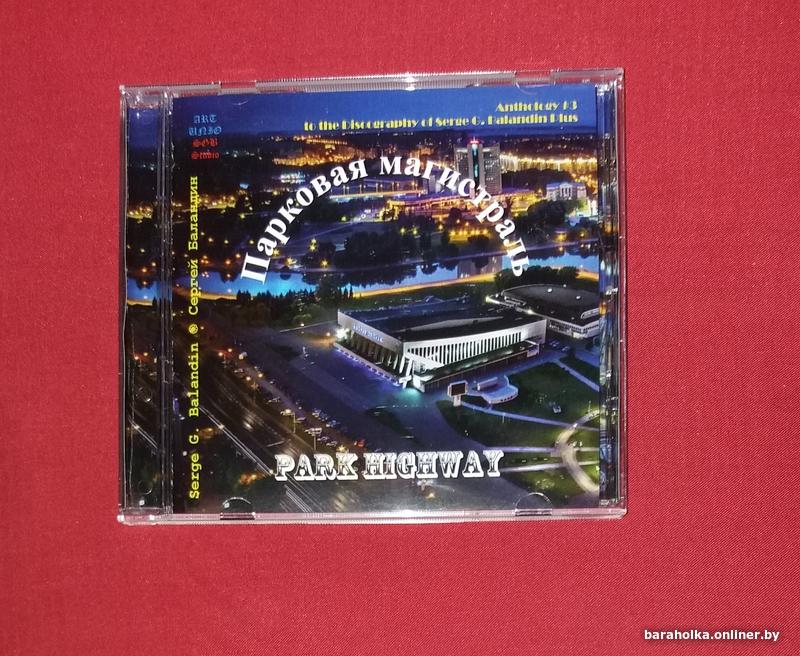 Anthology #3
to the Discography of Serge G. Balandin Plus
ART
UNIO
SGB
Studio
Парковая магистраль
Serge G. Balandin ® Сергей Баландин
PARK HIGHWAY
baraholka.onliner.by